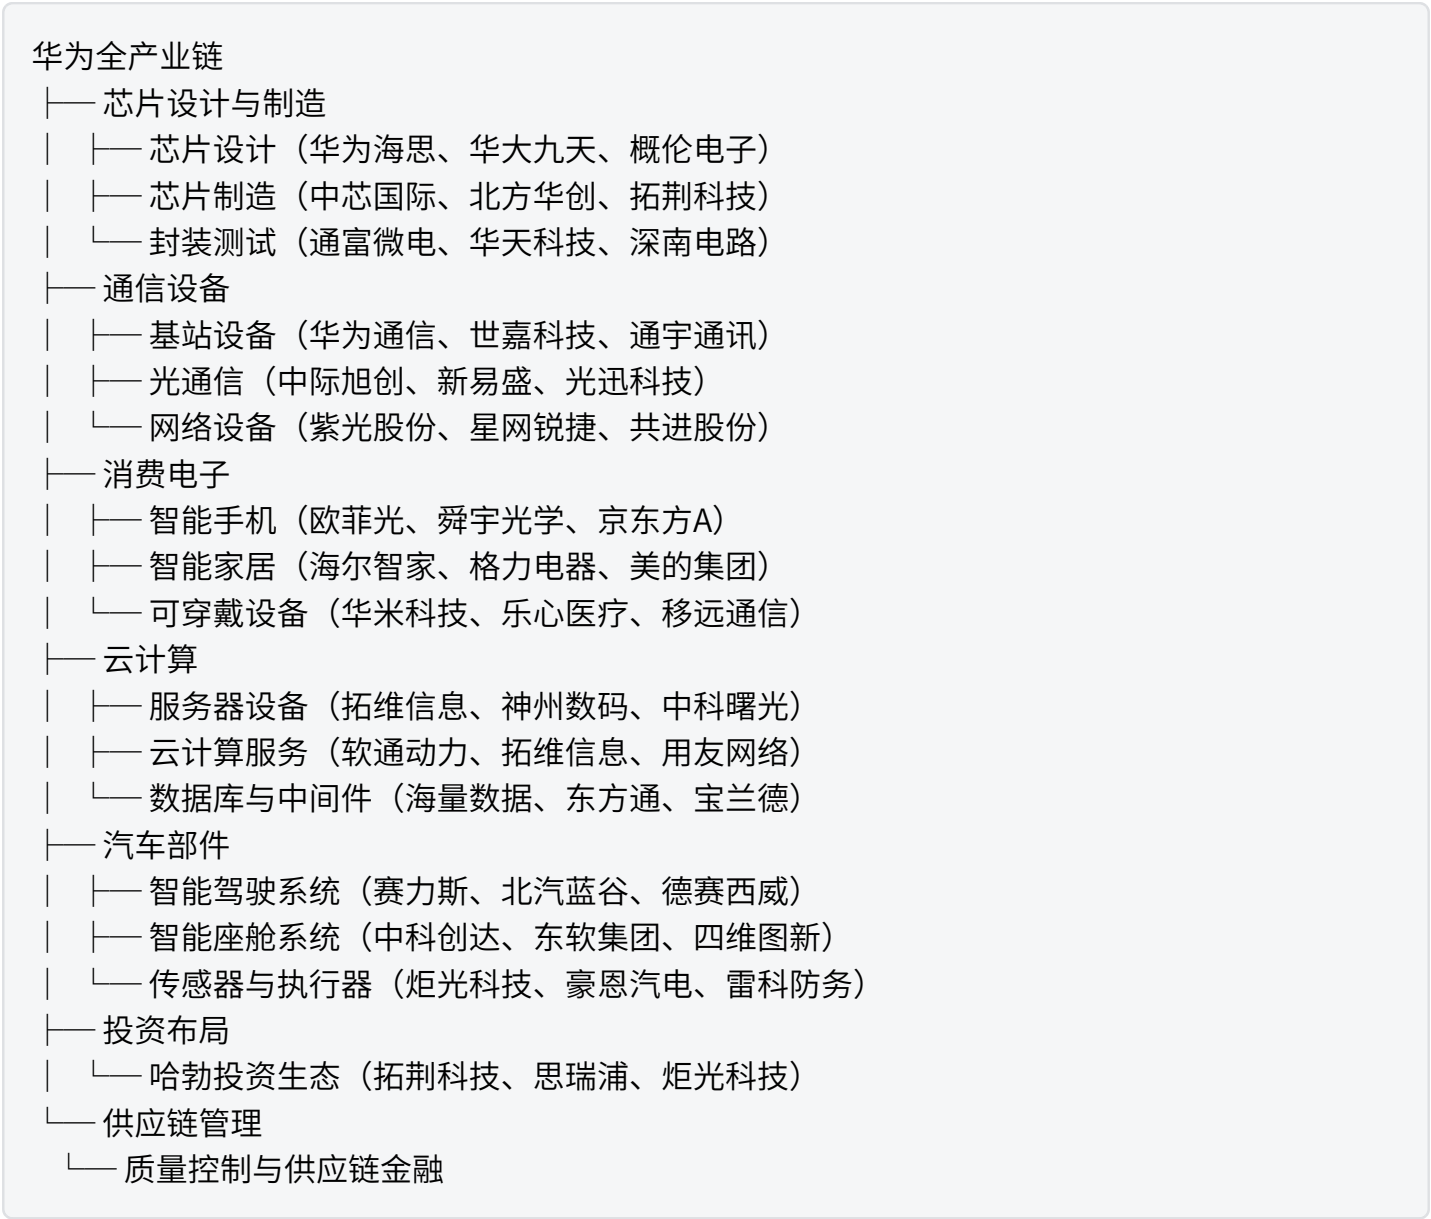 华为全产业链
├── 芯片设计与制造
│   ├── 芯片设计（华为海思、华大九天、概伦电子）
│   ├── 芯片制造（中芯国际、北方华创、拓荆科技）
│   └── 封装测试（通富微电、华天科技、深南电路）
├── 通信设备
│   ├── 基站设备（华为通信、世嘉科技、通宇通讯）
│   ├── 光通信（中际旭创、新易盛、光迅科技）
│   └── 网络设备（紫光股份、星网锐捷、共进股份）
├── 消费电子
│   ├── 智能手机（欧菲光、舜宇光学、京东方A）
│   ├── 智能家居（海尔智家、格力电器、美的集团）
│   └── 可穿戴设备（华米科技、乐心医疗、移远通信）
├── 云计算
│   ├── 服务器设备（拓维信息、神州数码、中科曙光）
│   ├── 云计算服务（软通动力、拓维信息、用友网络）
│   └── 数据库与中间件（海量数据、东方通、宝兰德）
├── 汽车部件
│   ├── 智能驾驶系统（赛力斯、北汽蓝谷、德赛西威）
│   ├── 智能座舱系统（中科创达、东软集团、四维图新）
│   └── 传感器与执行器（炬光科技、豪恩汽电、雷科防务）
├── 投资布局
│   └── 哈勃投资生态（拓荆科技、思瑞浦、炬光科技）
└── 供应链管理
    └── 质量控制与供应链金融